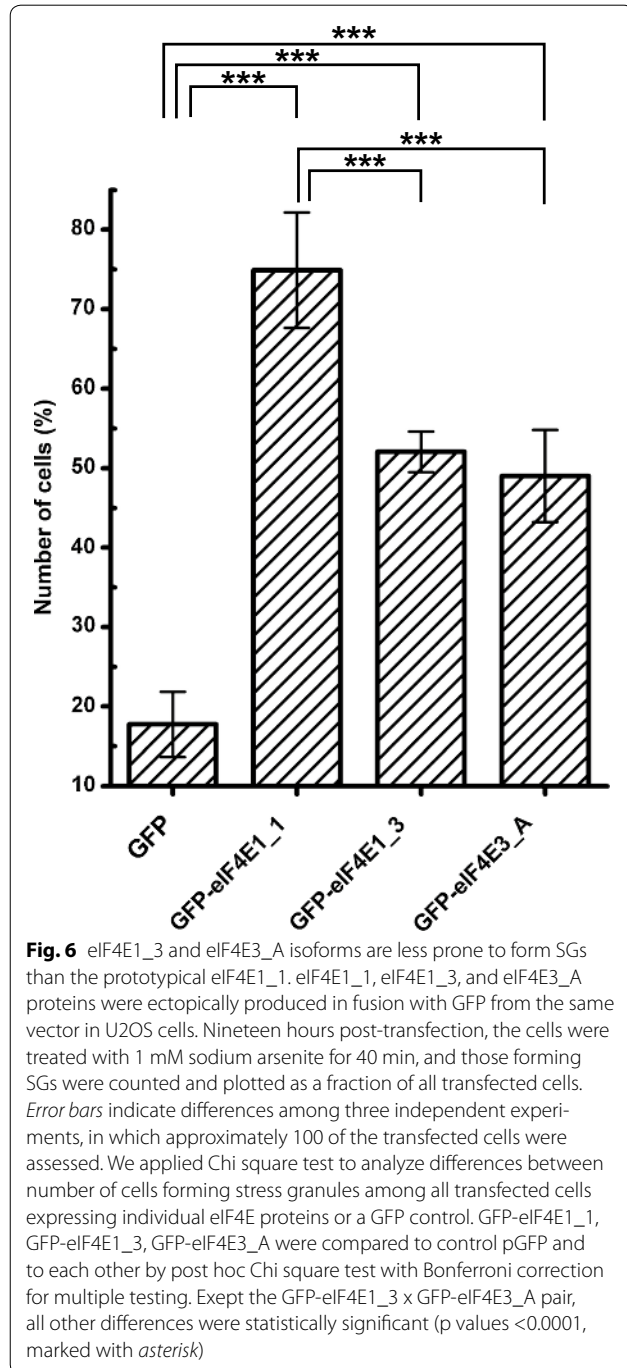 ***
***
***
***
***
80
70
60
50
40
30
20
10
Number of cells (%)
GFP
GFP-eIF4E1_1
GFP-eIF4E1_3
GFP-eIF4E3_A
Fig. 6 eIF4E1_3 and eIF4E3_A isoforms are less prone to form SGs
than the prototypical eIF4E1_1. eIF4E1_1, eIF4E1_3, and eIF4E3_A
proteins were ectopically produced in fusion with GFP from the same
vector in U2OS cells. Nineteen hours post-transfection, the cells were
treated with 1 mM sodium arsenite for 40 min, and those forming
SGs were counted and plotted as a fraction of all transfected cells.
Error bars indicate differences among three independent experi-
ments, in which approximately 100 of the transfected cells were
assessed. We applied Chi square test to analyze differences between
number of cells forming stress granules among all transfected cells
expressing individual eIF4E proteins or a GFP control. GFP-eIF4E1_1,
GFP-eIF4E1_3, GFP-eIF4E3_A were compared to control pGFP and
to each other by post hoc Chi square test with Bonferroni correction
for multiple testing. Exept the GFP-eIF4E1_3 x GFP-eIF4E3_A pair,
all other differences were statistically significant (p values <0.0001,
marked with asterisk)